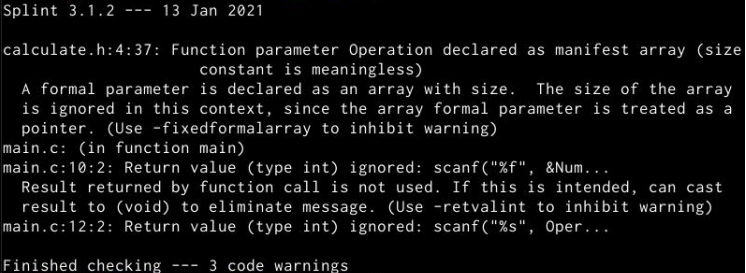 Splint 3.1.2 --- 13 Jan 2021
calculate.h:4:37: Function parameter Operation declared as manifest array (size
constant is meaningless)
A formal parameter is declared as an array with size.  The size of the array
is ignored in this context, since the array formal parameter is treated as a
pointer. (Use -fixedformalarray to inhibit warning)
main.c: (in function main)
main.c:10:2: Return value (type int) ignored: scanf("%f", &Num...
Result returned by function call is not used. If this is intended, can cast
result to (void) to eliminate message. (Use -retvalint to inhibit warning)
main.c:12:2: Return value (type int) ignored: scanf("%s", Oper...
Finished checking --- 3 code warnings